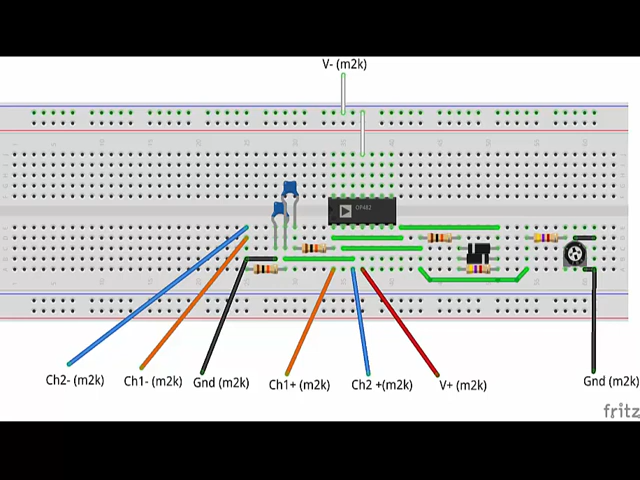 V- (m2k)
OP482
Ch2- (m2k)
Ch1- (m2k)
Gnd (m2k)
Ch1+ (m2k)
Ch2 +(m2k)
V+ (m2k)
Gnd (m2k)
fritz